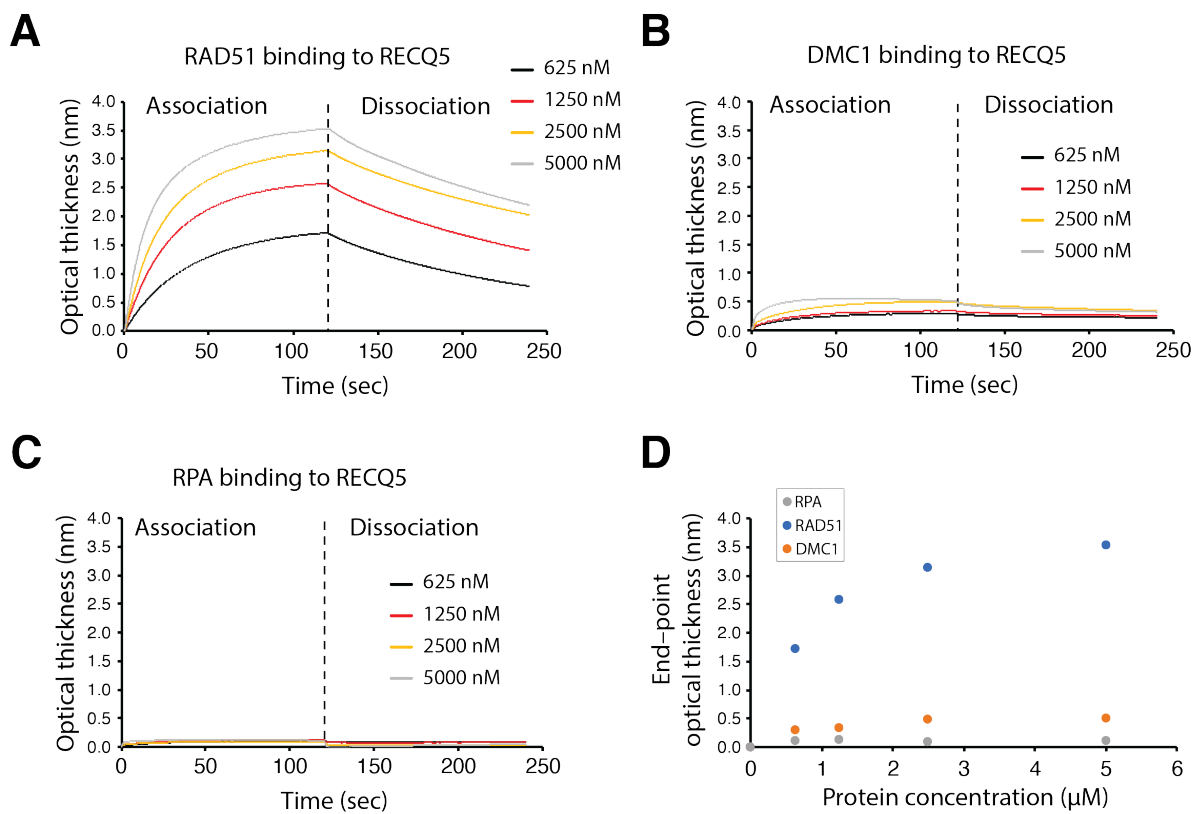 A
RAD51 binding to RECQ5
625 nM
1250 nM
2500 nM
5000 nM
Association
Dissociation
Optical thickness (nm)
4.0
3.5
3.0
2.5
2.0
1.5
1.0
0.5
0.0
0
50
100
150
200
250
Time (sec)
B
DMC1 binding to RECQ5
Association
Dissociation
625 nM
1250 nM
2500 nM
5000 nM
Optical thickness (nm)
4.0
3.5
3.0
2.5
2.0
1.5
1.0
0.5
0.0
0
50
100
150
200
250
Time (sec)
C
RPA binding to RECQ5
Association
Dissociation
625 nM
1250 nM
2500 nM
5000 nM
Optical thickness (nm)
4.0
3.5
3.0
2.5
2.0
1.5
1.0
0.5
0.0
0
50
100
150
200
250
Time (sec)
D
RPA
RAD51
DMC1
End–point
optical thickness (nm)
4.0
3.5
3.0
2.5
2.0
1.5
1.0
0.5
0.0
0
1
2
3
4
5
6
Protein concentration (μM)